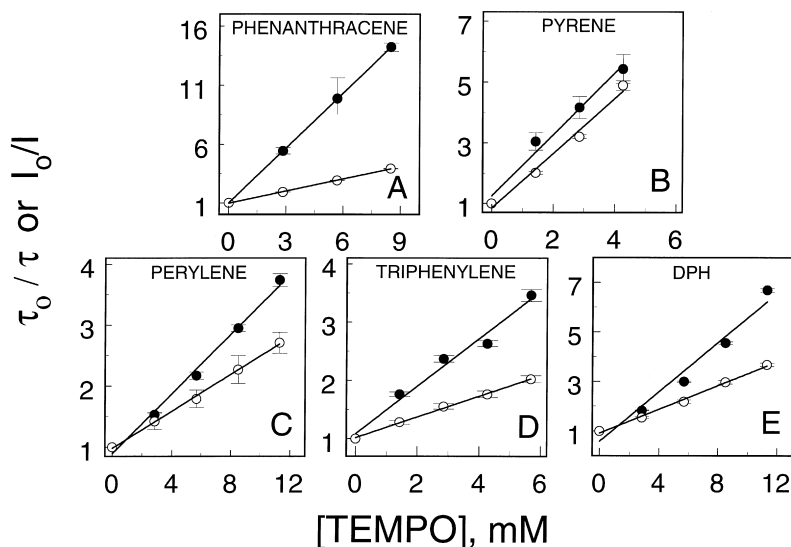 PHENANTHRACENE
16
11
6
1
A
0 3 6 9
PYRENE
7
5
3
1
B
0 2 4 6
τo / τ or Io/I
PERYLENE
4
3
2
1
C
0 4 8 12
TRIPHENYLENE
4
3
2
1
D
0 2 4 6
DPH
7
5
3
1
E
0 4 8 12
[TEMPO], mM